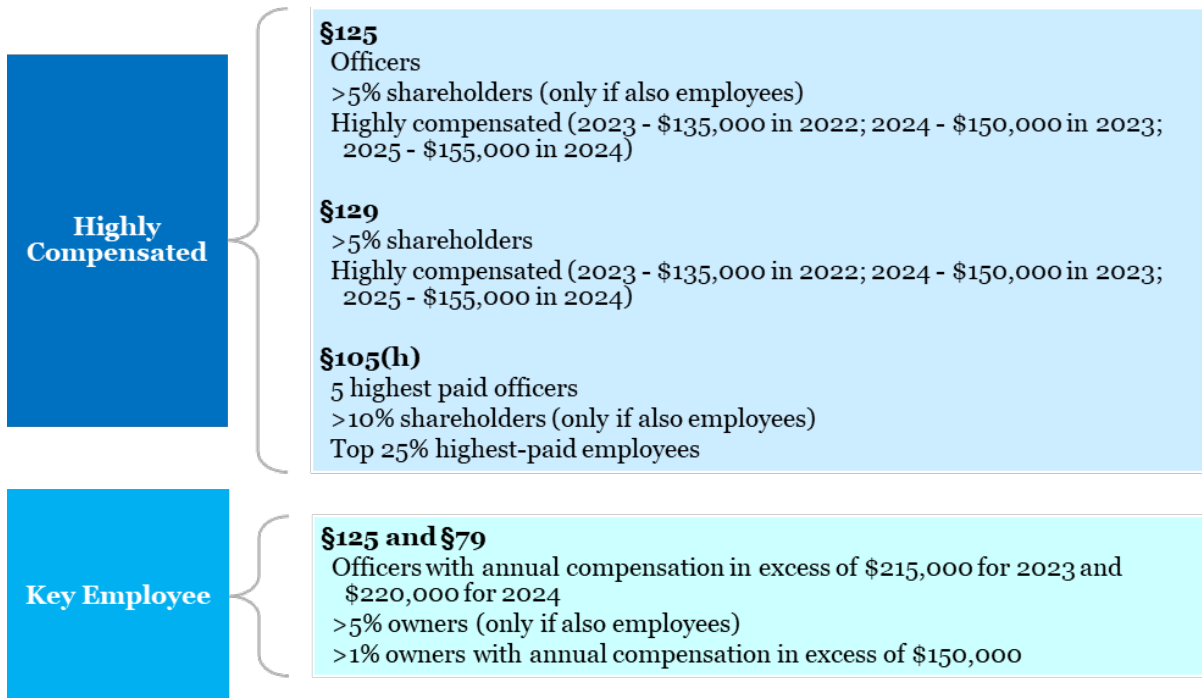 Highly
Compensated
§125
Officers
>5% shareholders (only if also employees)
Highly compensated (2023 - $135,000 in 2022; 2024 - $150,000 in 2023;
2025 - $155,000 in 2024)
§129
>5% shareholders
Highly compensated (2023 - $135,000 in 2022; 2024 - $150,000 in 2023;
2025 - $155,000 in 2024)
§105(h)
5 highest paid officers
>10% shareholders (only if also employees)
Top 25% highest-paid employees
Key Employee
§125 and §79
Officers with annual compensation in excess of $215,000 for 2023 and
$220,000 for 2024
>5% owners (only if also employees)
>1% owners with annual compensation in excess of $150,000